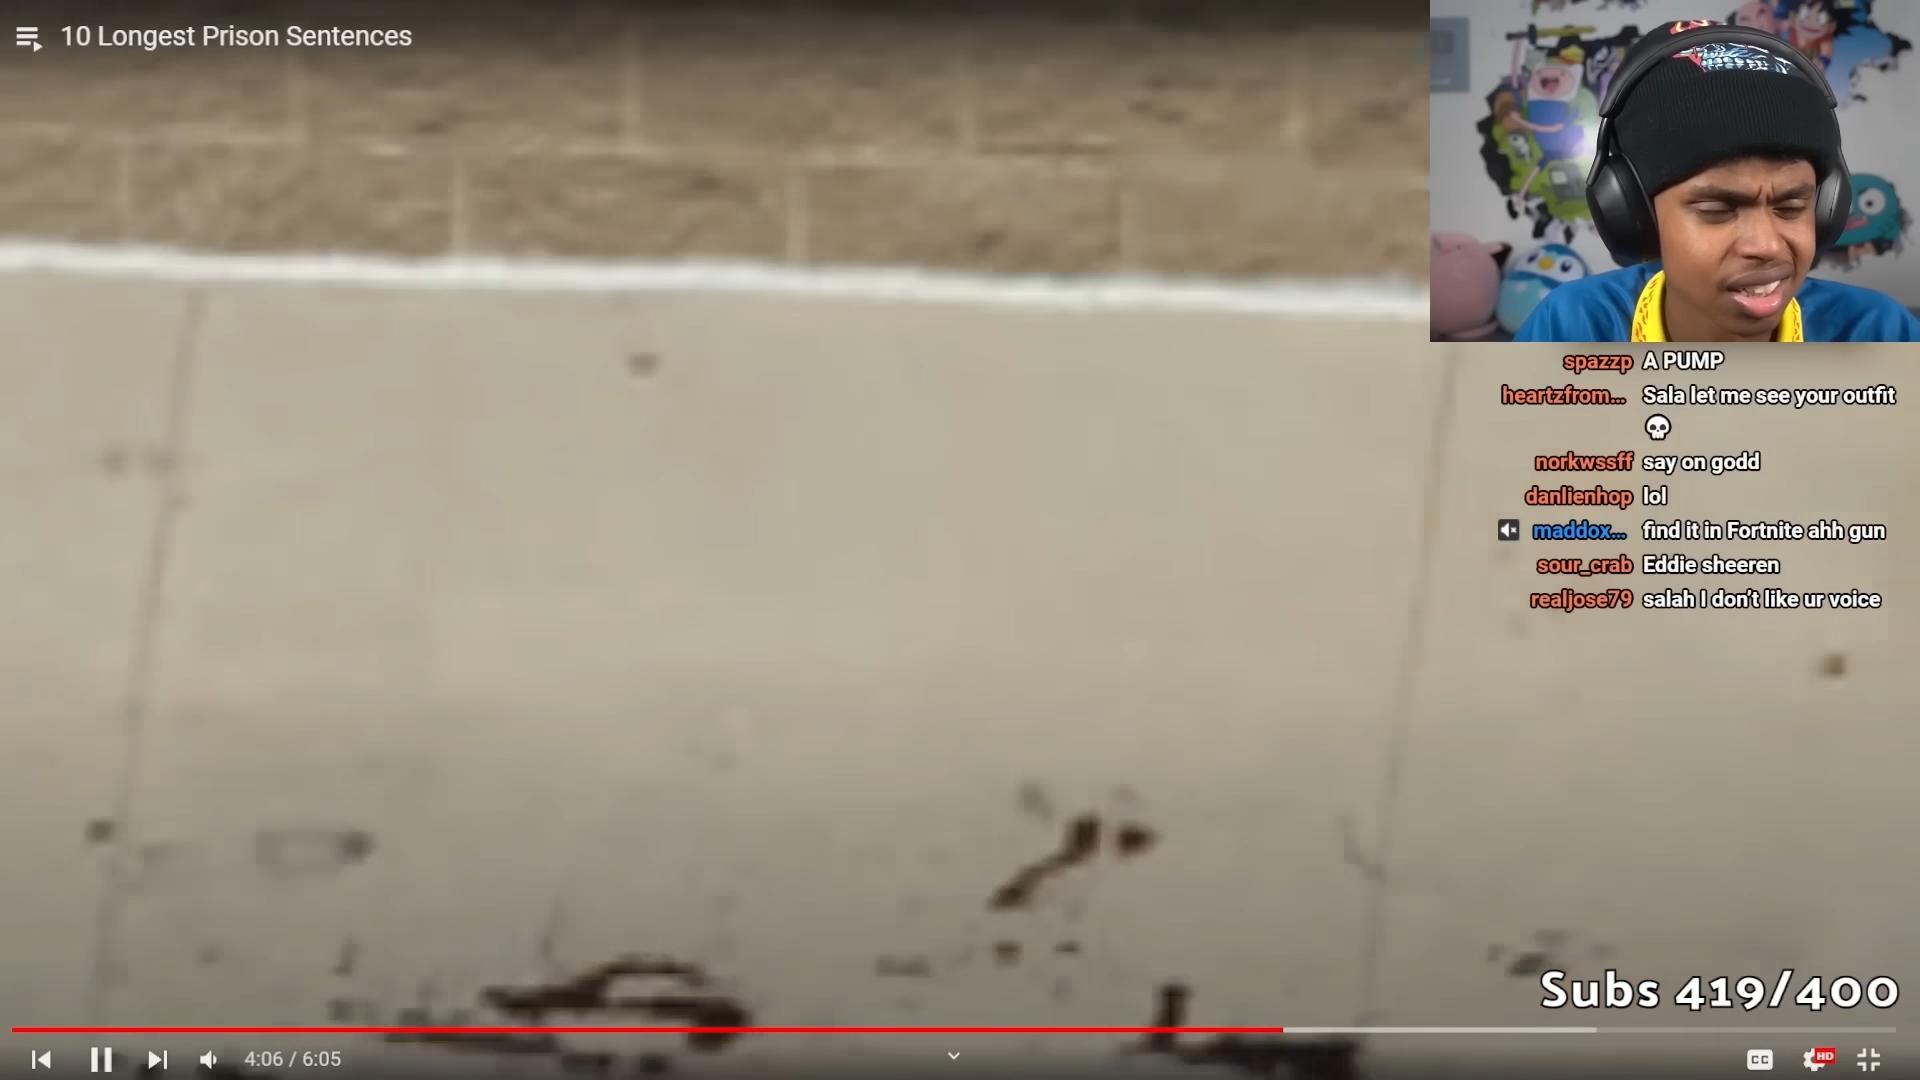 10 Longest Prison Sentences
spazzp A PUMP
heartzfrom... Sala let me see your outfit
💀
norkwssff say on godd
danlienhop lol
maddox... find it in Fortnite ahh gun
sour_crab Eddie sheeren
realjose79 salah I don't like ur voice
Subs 419/400
4:06 / 6:05
CC
HD